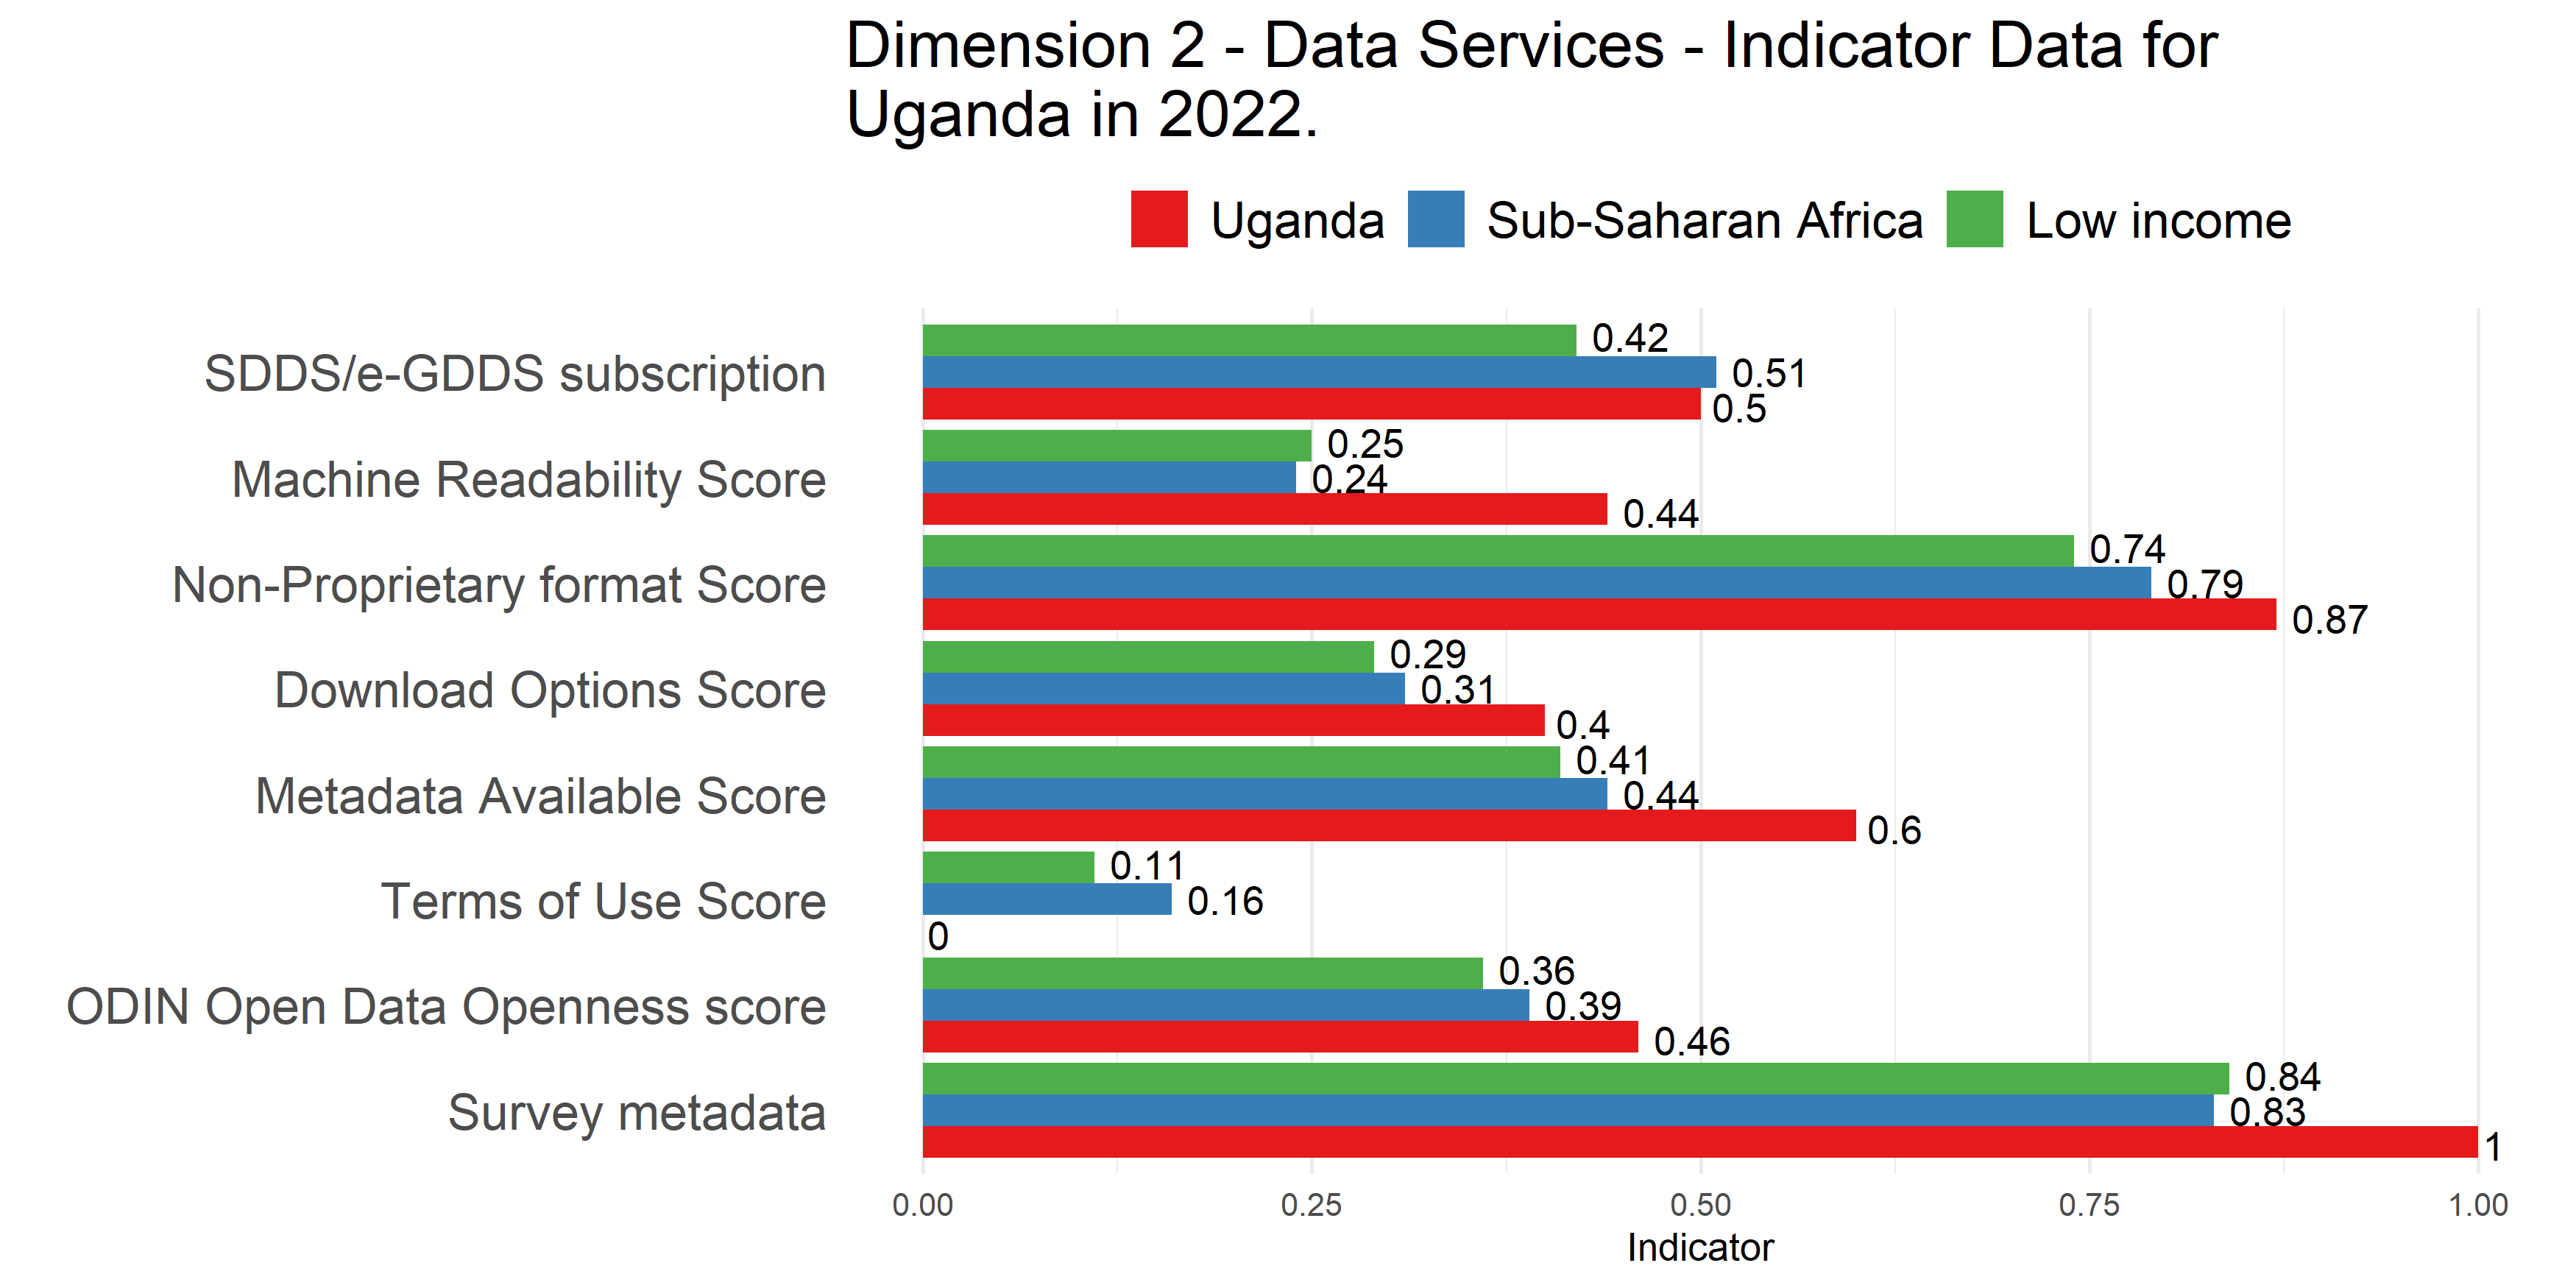 Dimension 2 - Data Services - Indicator Data for
Uganda in 2022.
Uganda Sub-Saharan Africa Low income
SDDS/e-GDDS subscription
0.42
0.51
0.5
Machine Readability Score
0.25
0.24
0.44
Non-Proprietary format Score
0.74
0.79
0.87
Download Options Score
0.29
0.31
0.4
Metadata Available Score
0.41
0.44
0.6
Terms of Use Score
0.11
0.16
0
ODIN Open Data Openness score
0.36
0.39
0.46
Survey metadata
0.84
0.83
1
0.00 0.25 0.50 0.75 1.00
Indicator